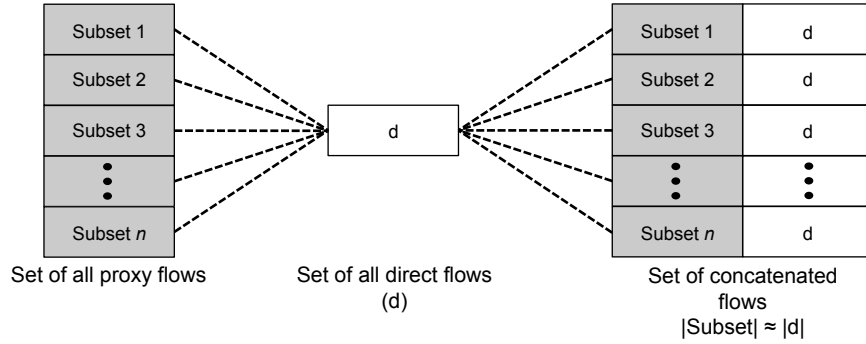 Subset 1
Subset 2
Subset 3
Subset n
Set of all proxy flows
d
Set of all direct flows
(d)
Subset 1 d
Subset 2 d
Subset 3 d
Subset n d
Set of concatenated
flows
|Subset| ≈ |d|